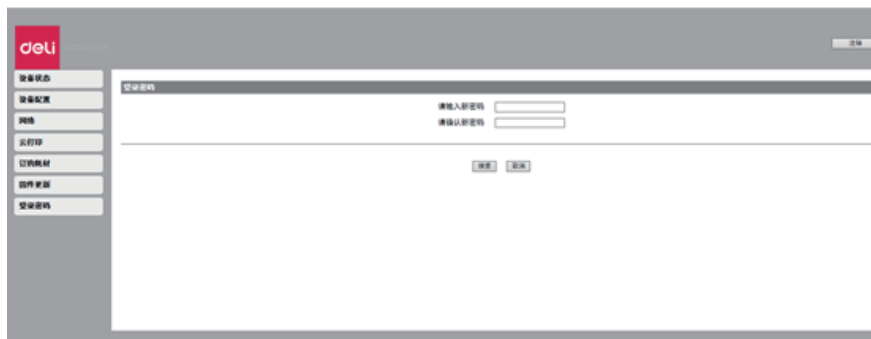 deli
注销
设备状态
设备配置
网络
云打印
订购耗材
固件更新
登录密码
登录密码
请输入新密码
请确认新密码
接受 取消